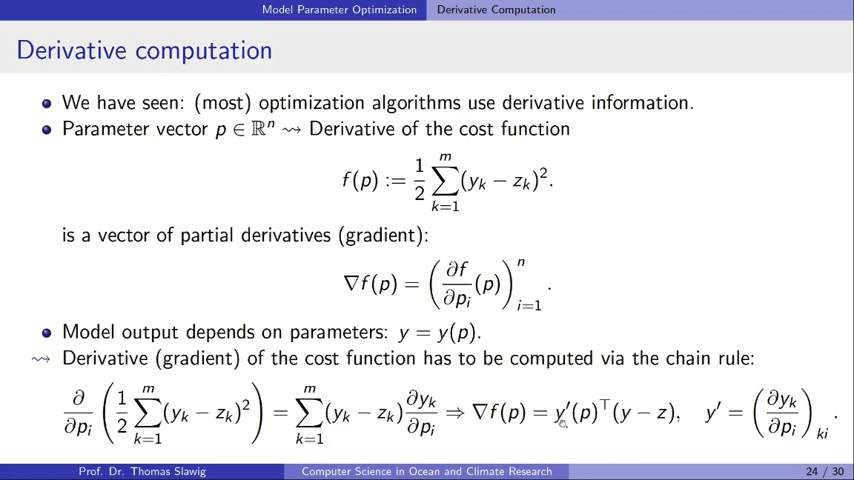 Model Parameter Optimization Derivative Computation
Derivative computation
We have seen: (most) optimization algorithms use derivative information.
Parameter vector p ∈ ℝⁿ ⇝ Derivative of the cost function
f(p) := 1/2 ∑_{k=1}^{m} (y_k − z_k)².
is a vector of partial derivatives (gradient):
∇f(p) = (∂f/∂p_i (p))_{i=1}^{n} .
Model output depends on parameters: y = y(p).
⇝ Derivative (gradient) of the cost function has to be computed via the chain rule:
∂/∂p_i (1/2 ∑_{k=1}^{m} (y_k − z_k)²) = ∑_{k=1}^{m} (y_k − z_k) ∂y_k/∂p_i ⇒ ∇f(p) = y′(p)^⊤(y − z), y′ = (∂y_k/∂p_i)_{ki} .
Prof. Dr. Thomas Slawig Computer Science in Ocean and Climate Research 24 / 30